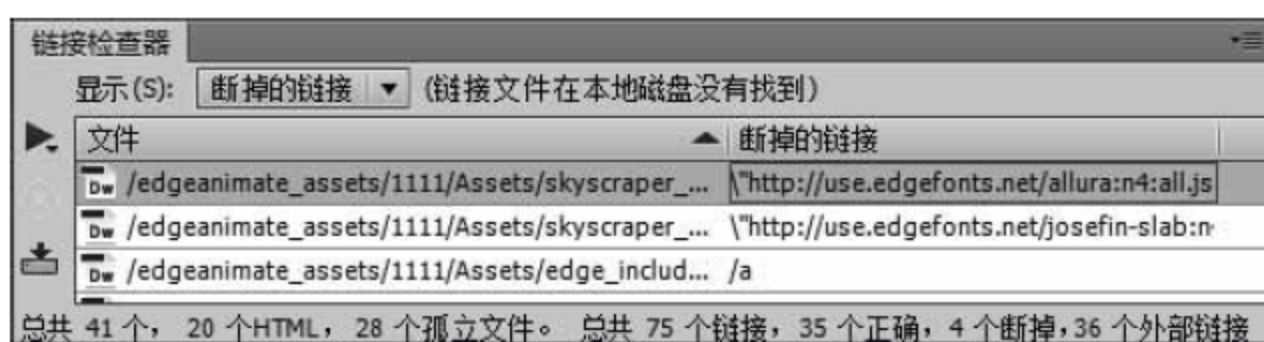 链接检查器
显示(S): 断掉的链接 (链接文件在本地磁盘没有找到)
文件 断掉的链接
Dw /edgeanimate_assets/1111/Assets/skyscraper_... \"http://use.edgefonts.net/allura:n4:all.js
Dw /edgeanimate_assets/1111/Assets/skyscraper_... \"http://use.edgefonts.net/josefin-slab:n
Dw /edgeanimate_assets/1111/Assets/edge_includ... /a
总共 41 个， 20 个HTML， 28 个孤立文件。 总共 75 个链接，35 个正确，4 个断掉，36 个外部链接